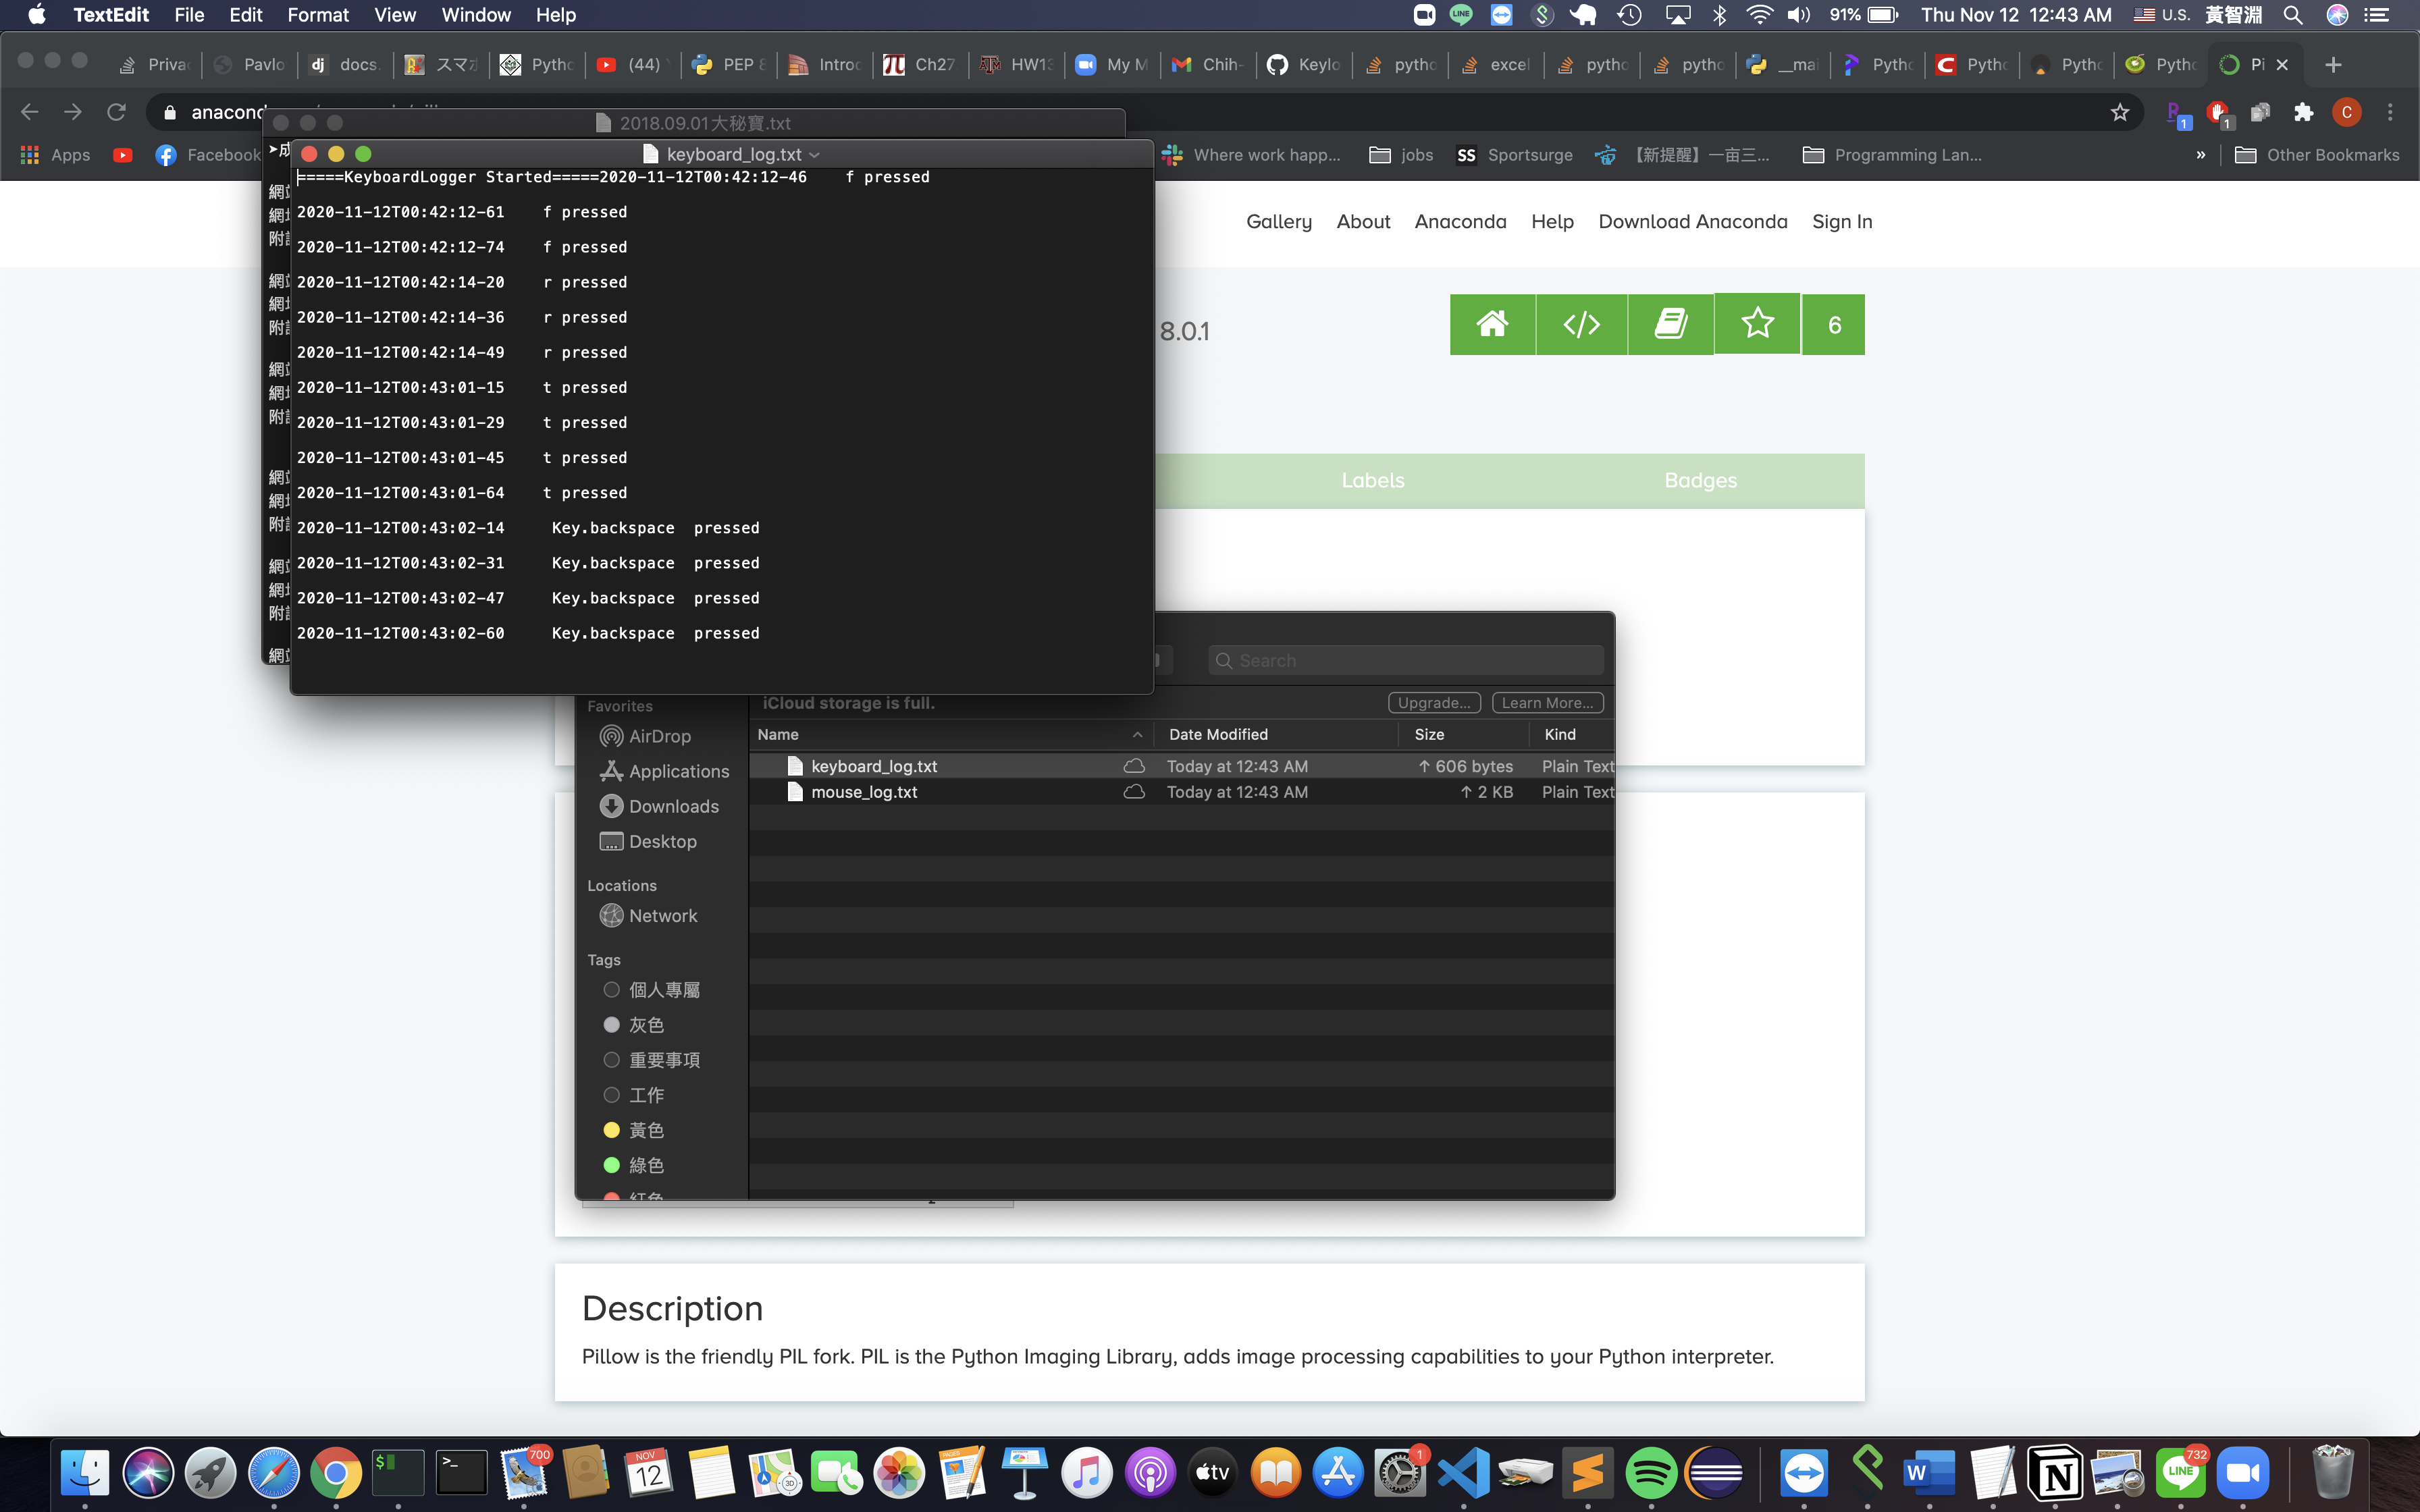 TextEdit File Edit Format View Window Help
91% Thu Nov 12 12:43 AM U.S. 黃智淵
Priva Pavlo docs. スマホ Pytho (44) PEP 8 Introd Ch27 HW13 My M Chih- Keylo pytho excel pytho pytho __mai Pytho Pytho Pytho Pytho Pi
anacond
Apps Facebook Where work happ... jobs Sportsurge 【新提醒】一亩三... Programming Lan... » Other Bookmarks
2018.09.01大秘寶.txt
keyboard_log.txt
=====KeyboardLogger Started=====2020-11-12T00:42:12-46 f pressed
2020-11-12T00:42:12-61 f pressed
2020-11-12T00:42:12-74 f pressed
2020-11-12T00:42:14-20 r pressed
2020-11-12T00:42:14-36 r pressed
2020-11-12T00:42:14-49 r pressed
2020-11-12T00:43:01-15 t pressed
2020-11-12T00:43:01-29 t pressed
2020-11-12T00:43:01-45 t pressed
2020-11-12T00:43:01-64 t pressed
2020-11-12T00:43:02-14 Key.backspace pressed
2020-11-12T00:43:02-31 Key.backspace pressed
2020-11-12T00:43:02-47 Key.backspace pressed
2020-11-12T00:43:02-60 Key.backspace pressed
Gallery About Anaconda Help Download Anaconda Sign In
8.0.1
6
Labels Badges
Search
iCloud storage is full. Upgrade... Learn More...
Name Date Modified Size Kind
keyboard_log.txt Today at 12:43 AM ↑ 606 bytes Plain Text
mouse_log.txt Today at 12:43 AM ↑ 2 KB Plain Text
Favorites
AirDrop
Applications
Downloads
Desktop
Locations
Network
Tags
個人專屬
灰色
重要事項
工作
黃色
綠色
紅色
Description
Pillow is the friendly PIL fork. PIL is the Python Imaging Library, adds image processing capabilities to your Python interpreter.
700
NOV
12
tv
1
LINE
732